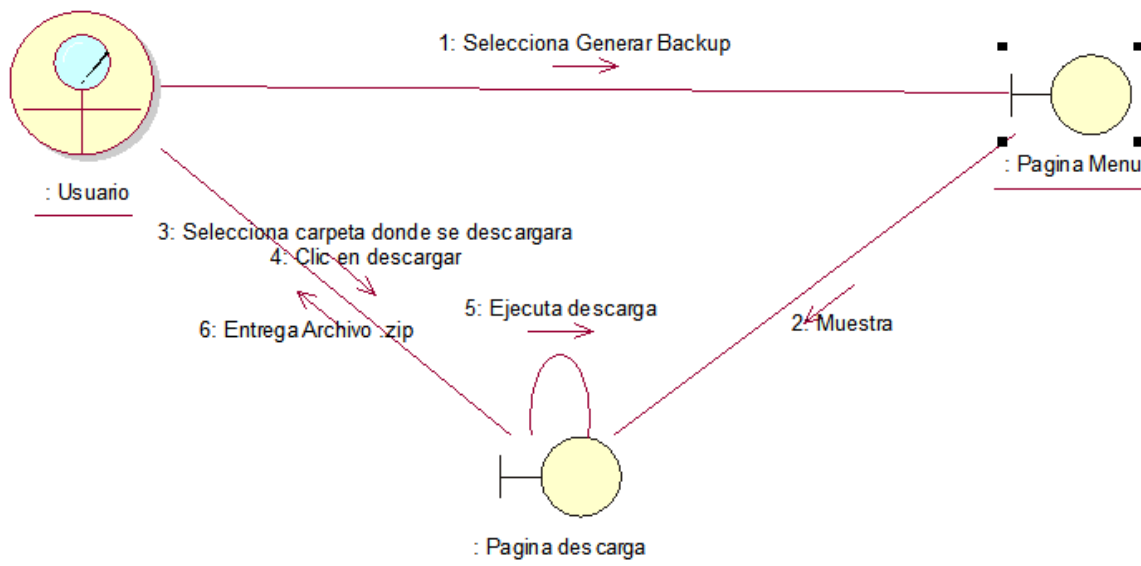 1: Selecciona Generar Backup
: Usuario
: Pagina Menu
3: Selecciona carpeta donde se descargara
4: Clic en descargar
5: Ejecuta descarga
6: Entrega Archivo .zip
2: Muestra
: Pagina descarga